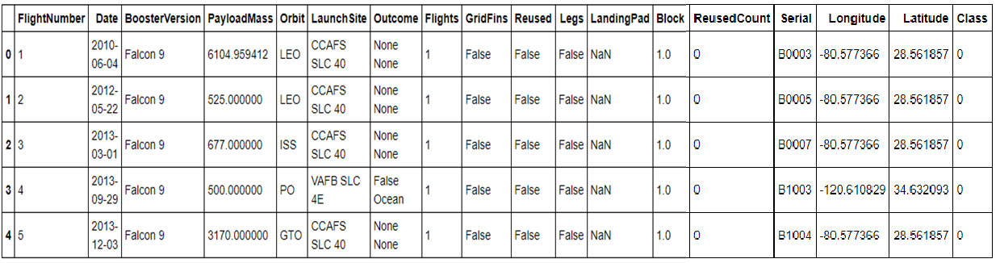 FlightNumber Date BoosterVersion PayloadMass Orbit LaunchSite Outcome Flights GridFins Reused Legs LandingPad Block ReusedCount Serial Longitude Latitude Class
0 1 2010-06-04 Falcon 9 6104.959412 LEO CCAFS SLC 40 None None 1 False False False NaN 1.0 0 B0003 -80.577366 28.561857 0
1 2 2012-05-22 Falcon 9 525.000000 LEO CCAFS SLC 40 None None 1 False False False NaN 1.0 0 B0005 -80.577366 28.561857 0
2 3 2013-03-01 Falcon 9 677.000000 ISS CCAFS SLC 40 None None 1 False False False NaN 1.0 0 B0007 -80.577366 28.561857 0
3 4 2013-09-29 Falcon 9 500.000000 PO VAFB SLC 4E False Ocean 1 False False False NaN 1.0 0 B1003 -120.610829 34.632093 0
4 5 2013-12-03 Falcon 9 3170.000000 GTO CCAFS SLC 40 None None 1 False False False NaN 1.0 0 B1004 -80.577366 28.561857 0